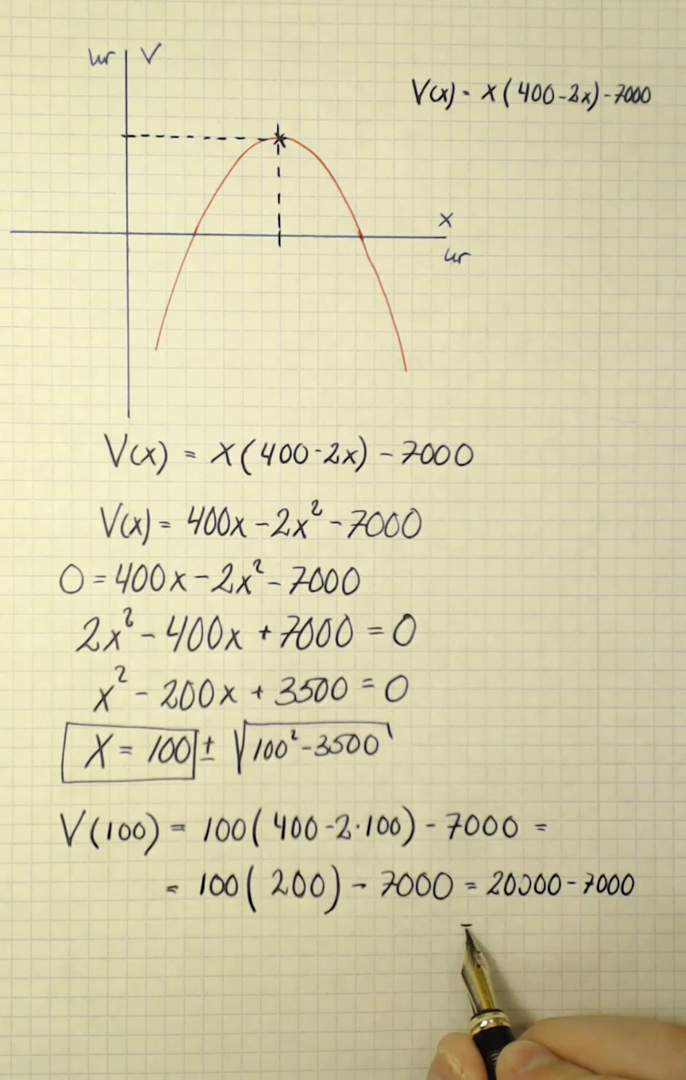 kr V
V(x) = x(400-2x)-7000
x
kr
V(x) = x(400-2x) - 7000
V(x) = 400x - 2x² - 7000
0 = 400x - 2x² - 7000
2x² - 400x + 7000 = 0
x² - 200x + 3500 = 0
x = 100 ± √100² - 3500
V(100) = 100(400-2·100) - 7000 =
= 100(200) - 7000 = 20000 - 7000